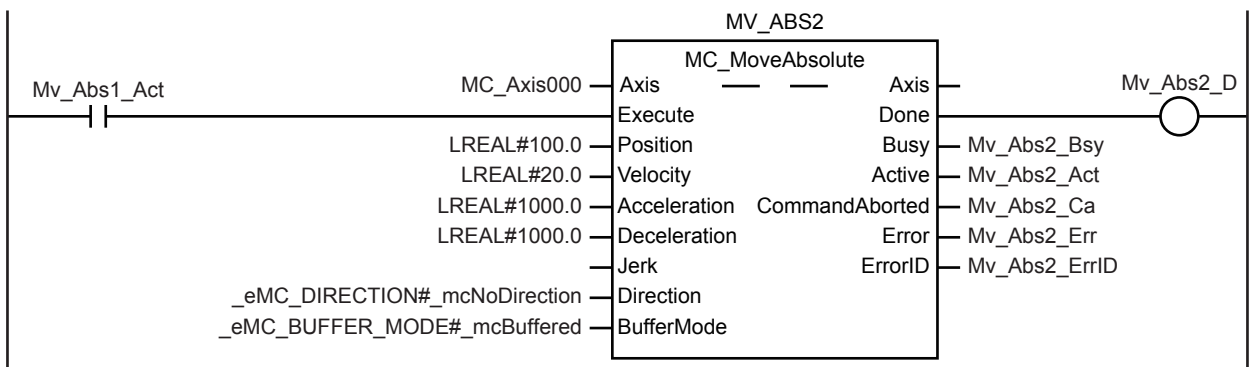 MV_ABS2
MC_MoveAbsolute
Mv_Abs1_Act MC_Axis000 Axis Axis Mv_Abs2_D
Execute Done
LREAL#100.0 Position Busy Mv_Abs2_Bsy
LREAL#20.0 Velocity Active Mv_Abs2_Act
LREAL#1000.0 Acceleration CommandAborted Mv_Abs2_Ca
LREAL#1000.0 Deceleration Error Mv_Abs2_Err
Jerk ErrorID Mv_Abs2_ErrID
_eMC_DIRECTION#_mcNoDirection Direction
_eMC_BUFFER_MODE#_mcBuffered BufferMode